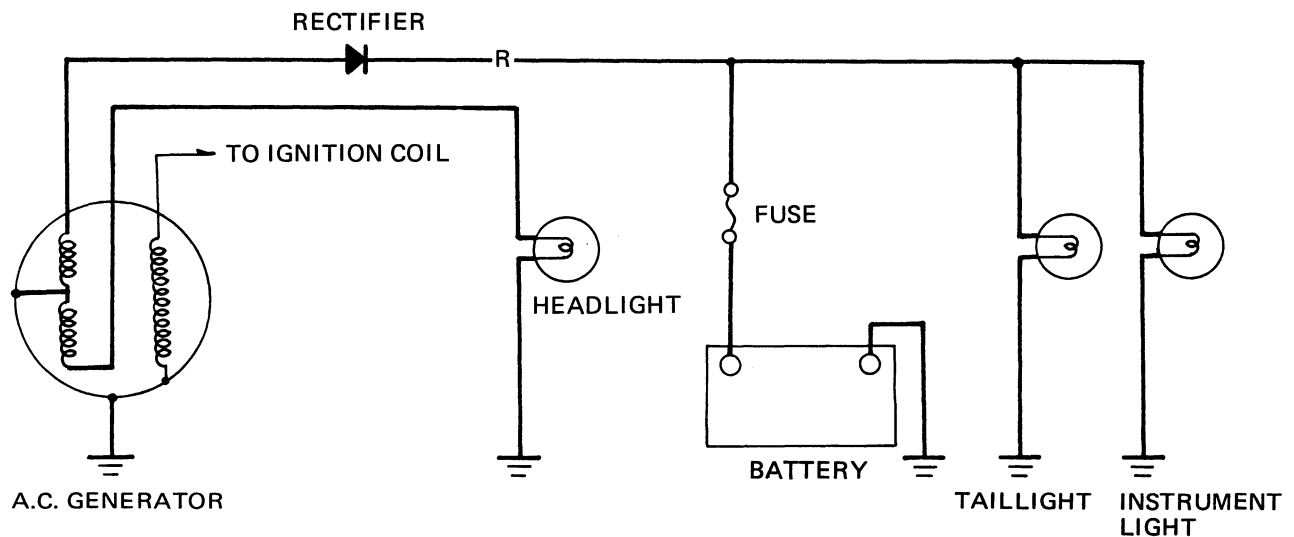 RECTIFIER
R
TO IGNITION COIL
FUSE
HEADLIGHT
BATTERY
A.C. GENERATOR
TAILLIGHT
INSTRUMENT
LIGHT